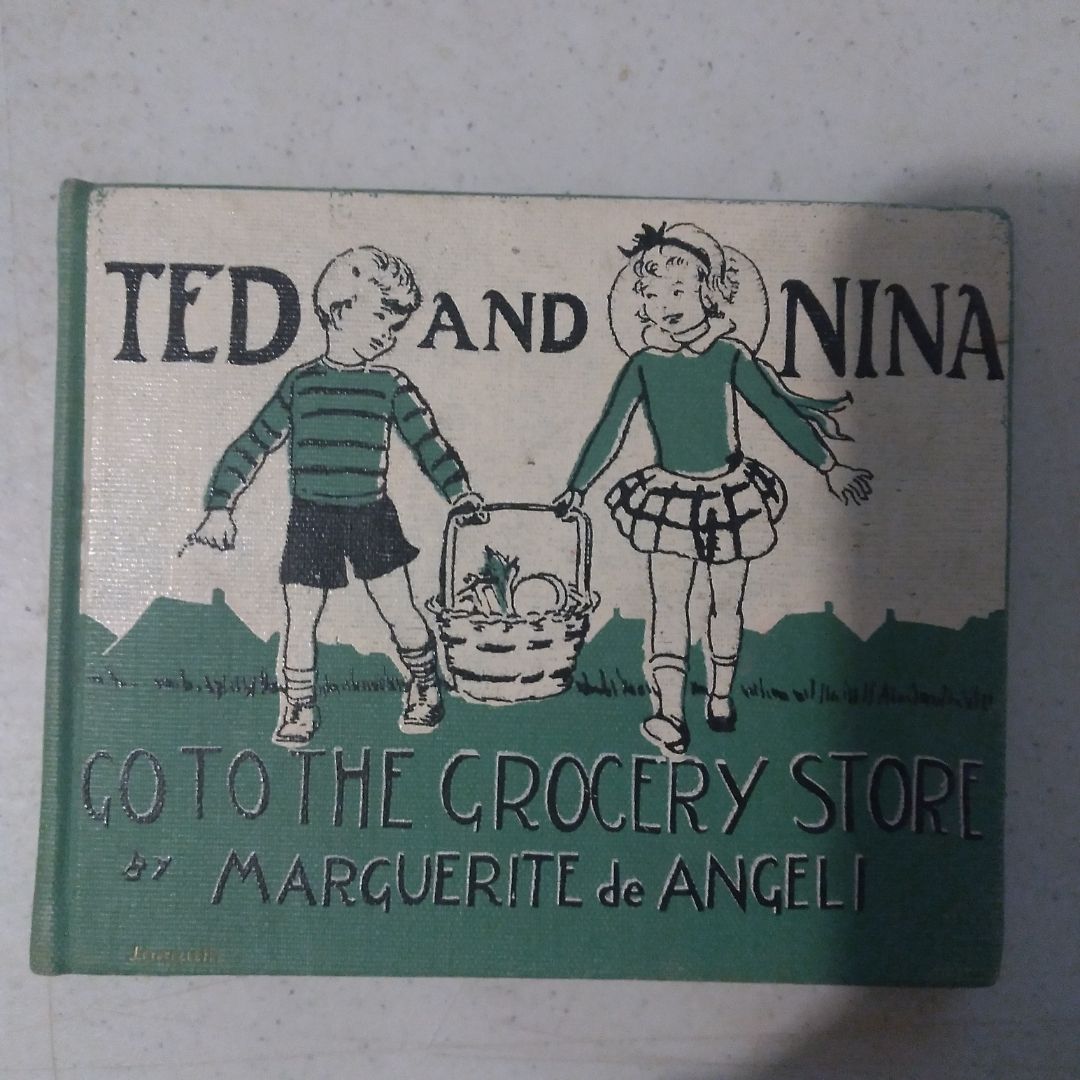 TED AND NINA
GO TO THE GROCERY STORE
BY MARGUERITE de ANGELI